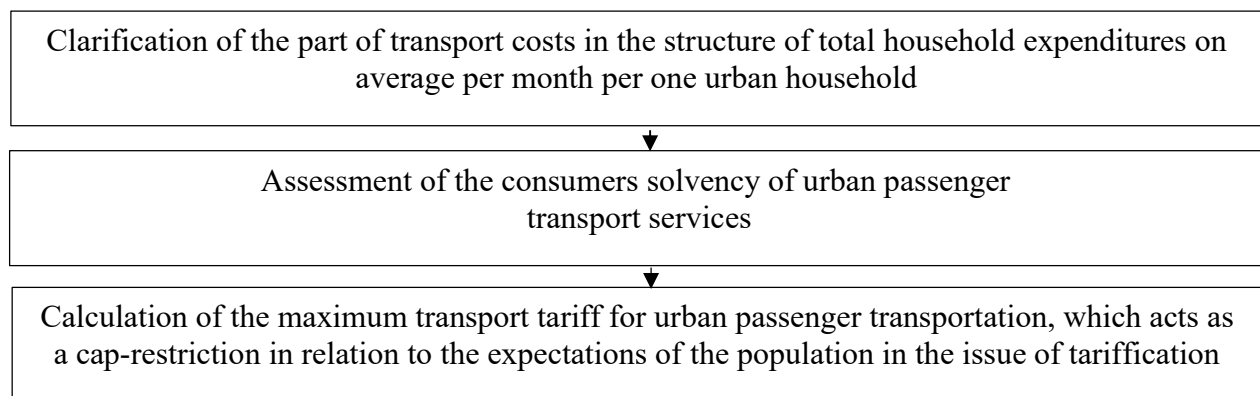 Clarification of the part of transport costs in the structure of total household expenditures on
average per month per one urban household
Assessment of the consumers solvency of urban passenger
transport services
Calculation of the maximum transport tariff for urban passenger transportation, which acts as
a cap-restriction in relation to the expectations of the population in the issue of tariffication